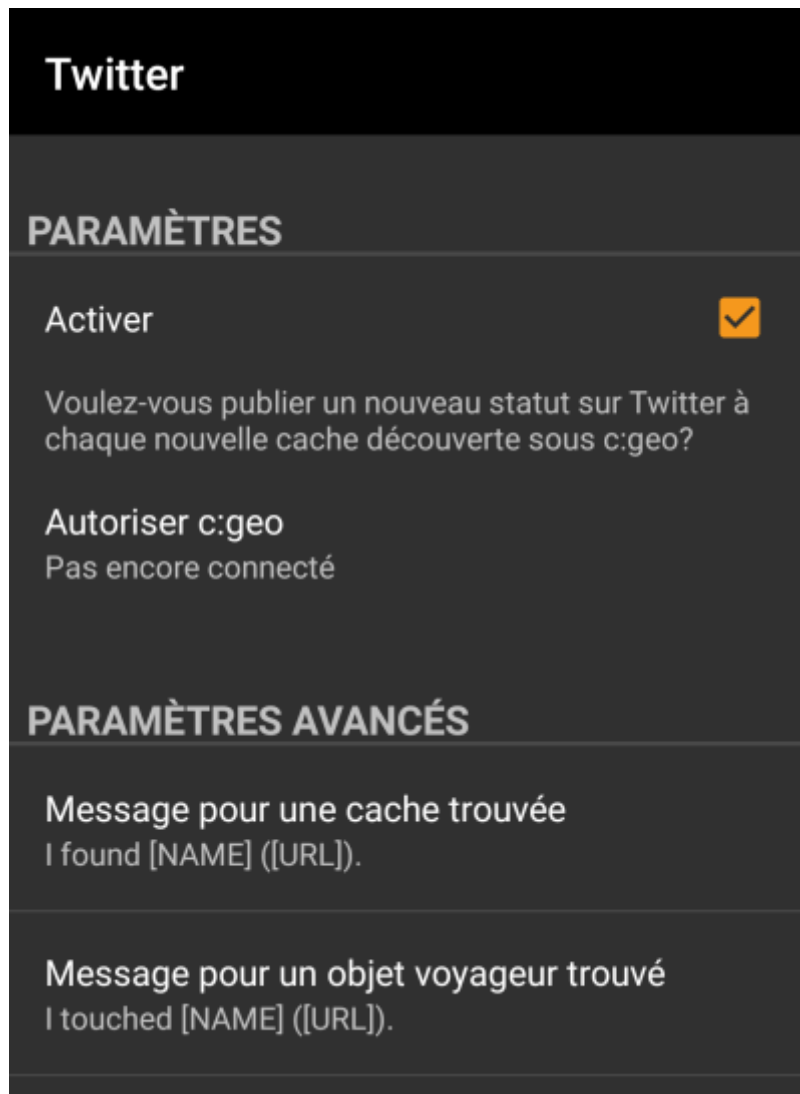 Twitter
PARAMÈTRES
Activer
Voulez-vous publier un nouveau statut sur Twitter à
chaque nouvelle cache découverte sous c:geo?
Autoriser c:geo
Pas encore connecté
PARAMÈTRES AVANCÉS
Message pour une cache trouvée
I found [NAME] ([URL]).
Message pour un objet voyageur trouvé
I touched [NAME] ([URL]).